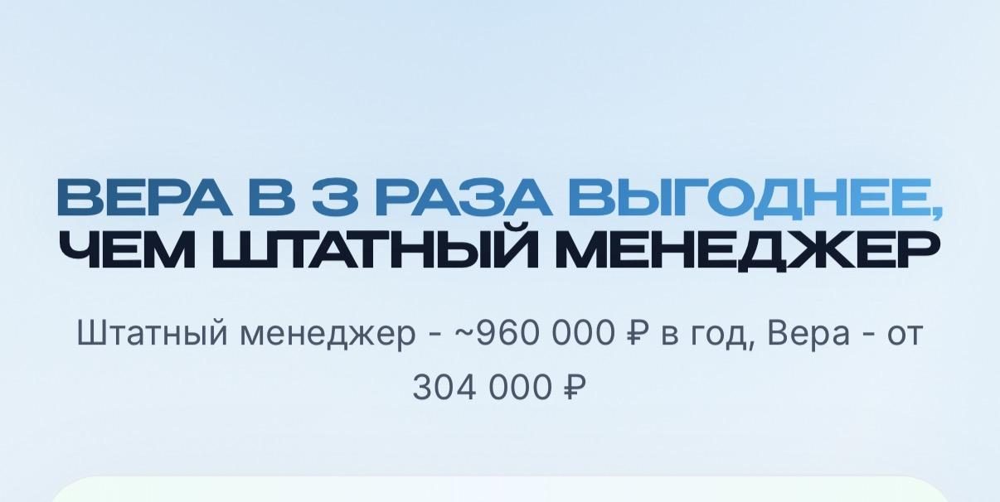 ВЕРА В 3 РАЗА ВЫГОДНЕЕ,
ЧЕМ ШТАТНЫЙ МЕНЕДЖЕР
Штатный менеджер - ~960 000 ₽ в год, Вера - от
304 000 ₽